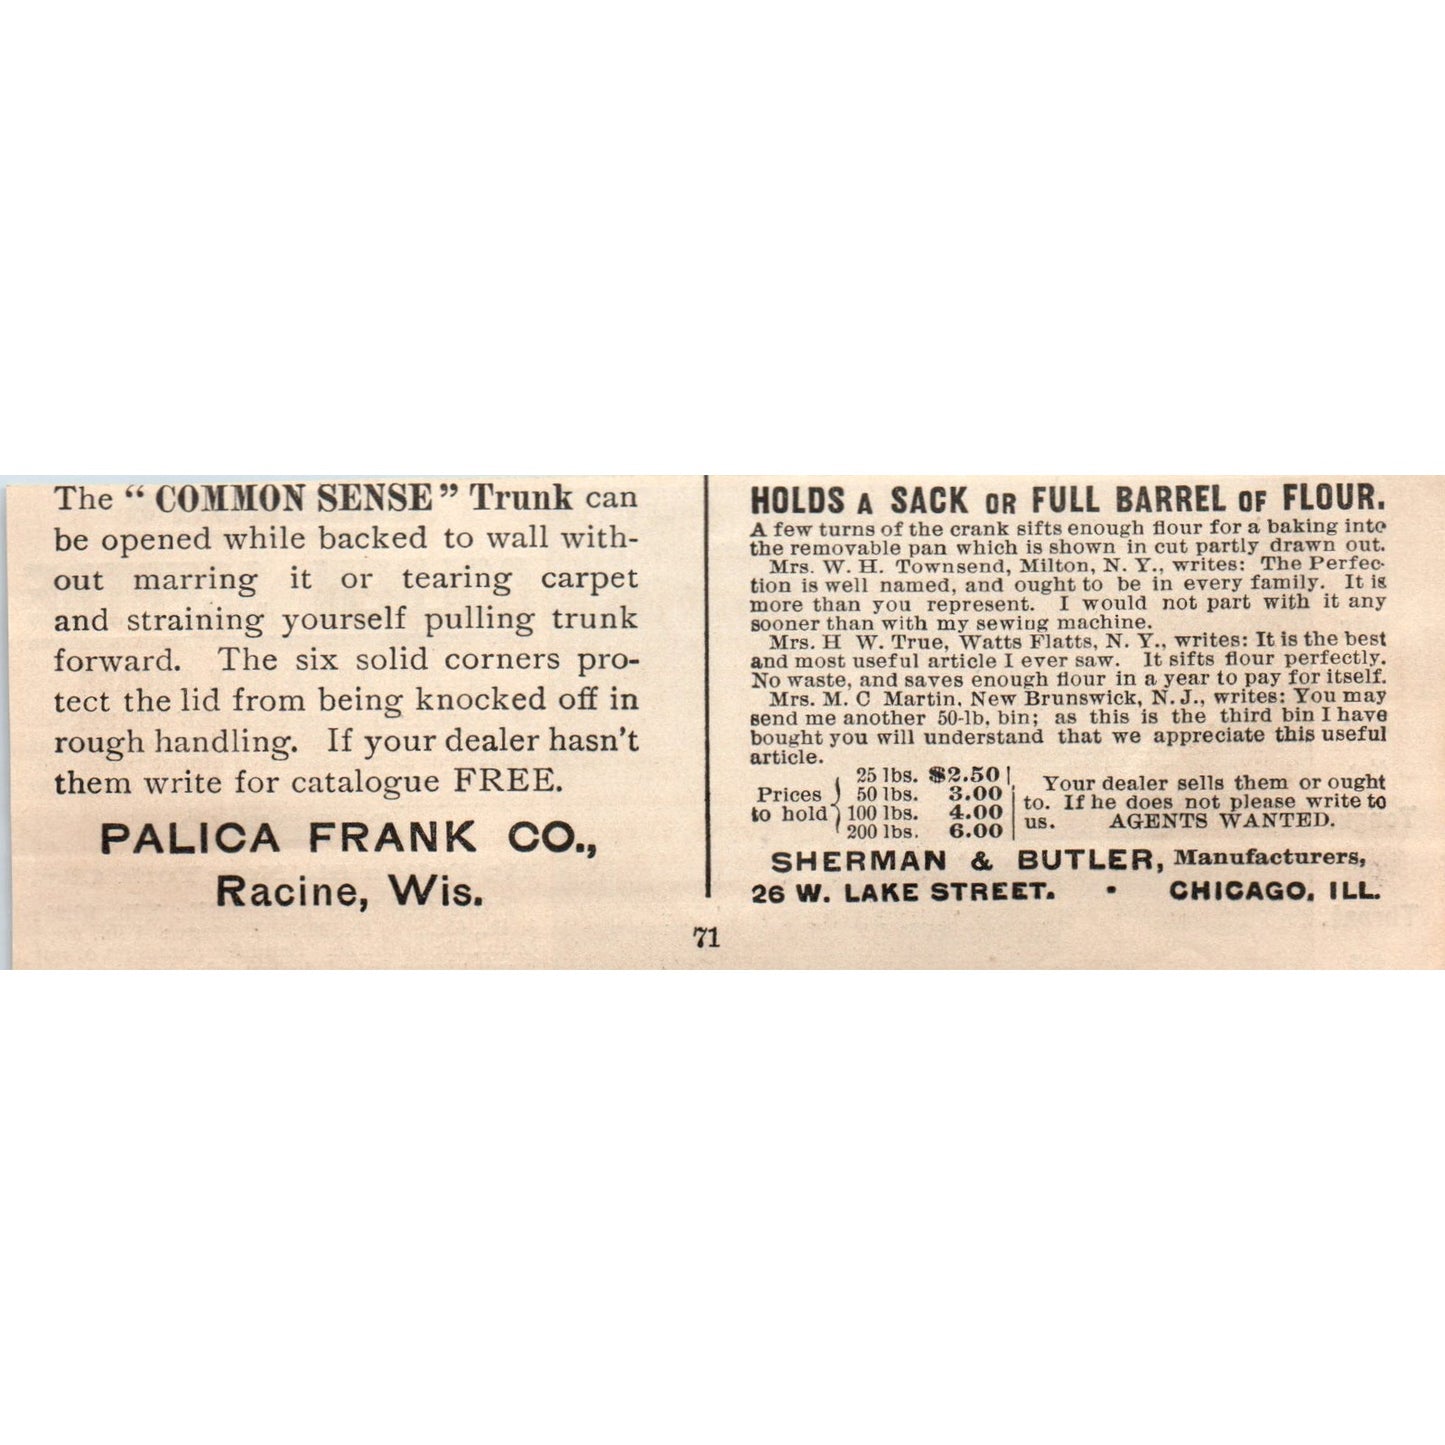 The “COMMON SENSE” Trunk can
be opened while backed to wall with-
out marring it or tearing carpet
and straining yourself pulling trunk
forward. The six solid corners pro-
tect the lid from being knocked off in
rough handling. If your dealer hasn't
them write for catalogue FREE.
PALICA FRANK CO.,
Racine, Wis.
HOLDS A SACK OR FULL BARREL OF FLOUR.
A few turns of the crank sifts enough flour for a baking into
the removable pan which is shown in cut partly drawn out.
Mrs. W. H. Townsend, Milton, N. Y., writes: The Perfec-
tion is well named, and ought to be in every family. It is
more than you represent. I would not part with it any
sooner than with my sewing machine.
Mrs. H W. True, Watts Flatts, N. Y., writes: It is the best
and most useful article I ever saw. It sifts flour perfectly.
No waste, and saves enough flour in a year to pay for itself.
Mrs. M. C Martin, New Brunswick, N. J., writes: You may
send me another 50-lb. bin; as this is the third bin I have
bought you will understand that we appreciate this useful
article.
Prices to hold
25 lbs. $2.50
50 lbs. 3.00
100 lbs. 4.00
200 lbs. 6.00
Your dealer sells them or ought
to. If he does not please write to
us. AGENTS WANTED.
SHERMAN & BUTLER, Manufacturers,
26 W. LAKE STREET. • CHICAGO, ILL.
71